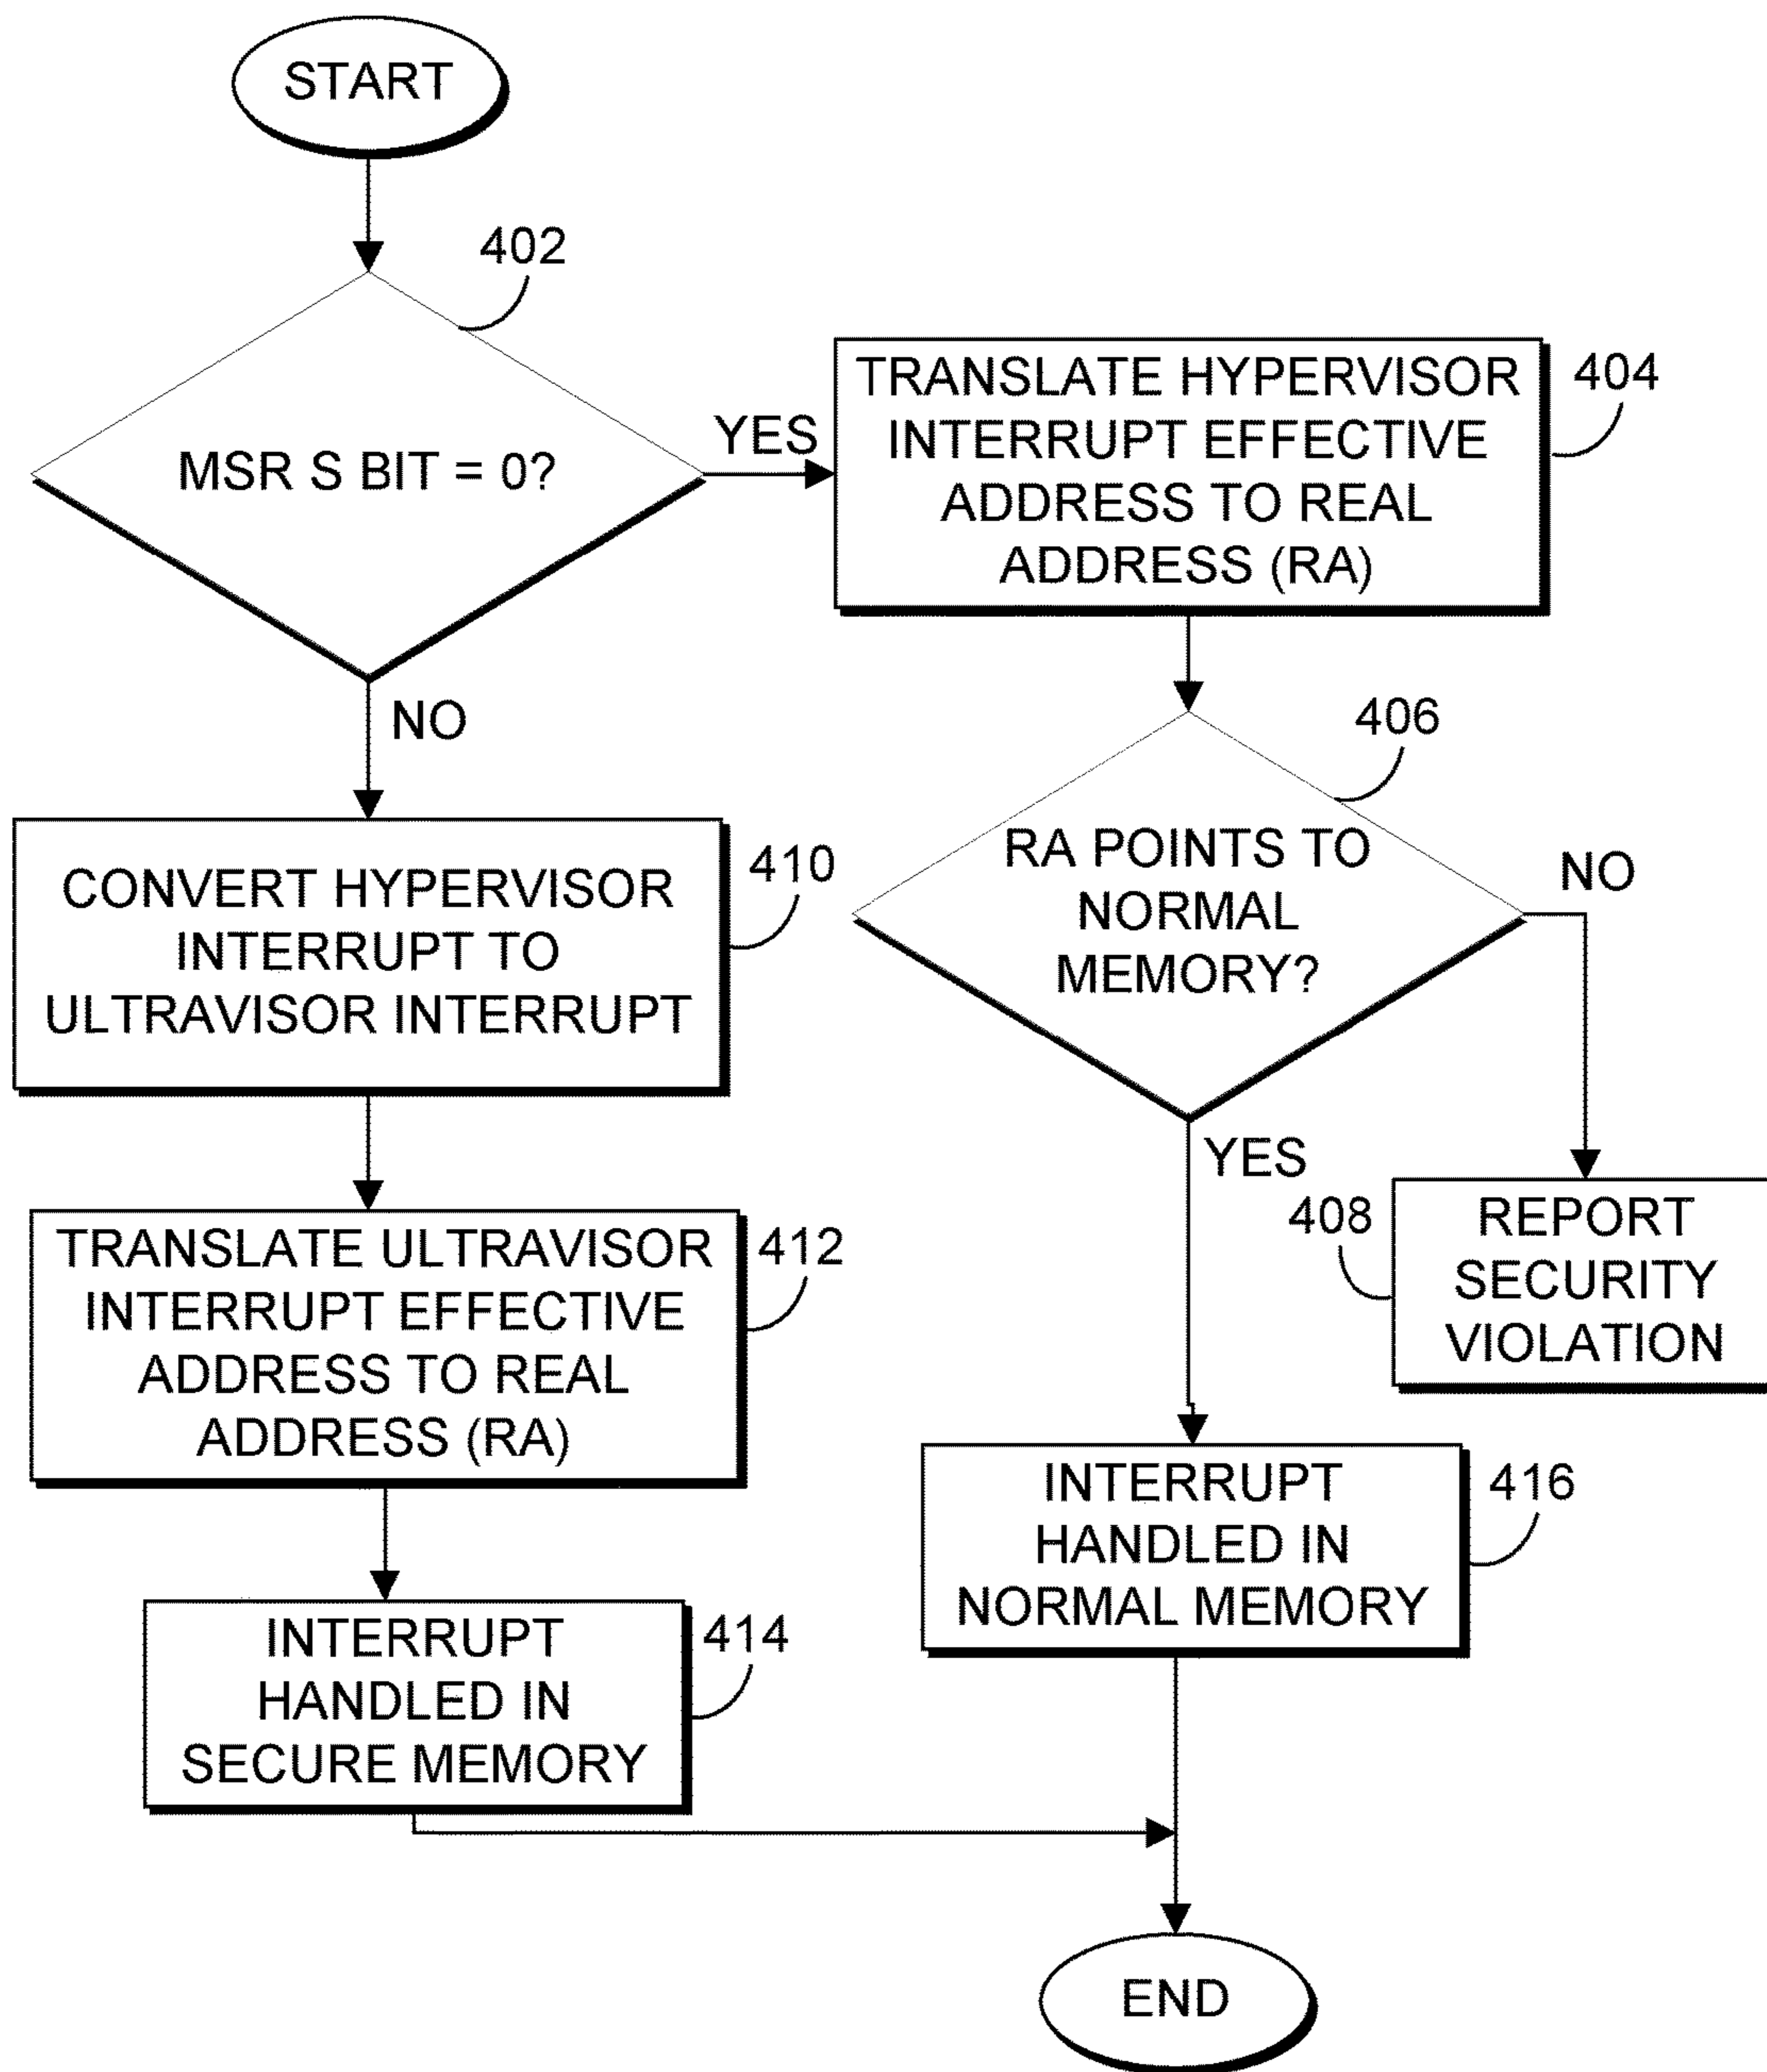 START
402
MSR S BIT = 0?
YES
TRANSLATE HYPERVISOR
INTERRUPT EFFECTIVE
ADDRESS TO REAL
ADDRESS (RA)
404
NO
406
RA POINTS TO
NORMAL
MEMORY?
NO
CONVERT HYPERVISOR
INTERRUPT TO
ULTRAVISOR INTERRUPT
410
YES
408
REPORT
SECURITY
VIOLATION
TRANSLATE ULTRAVISOR
INTERRUPT EFFECTIVE
ADDRESS TO REAL
ADDRESS (RA)
412
INTERRUPT
HANDLED IN
NORMAL MEMORY
416
INTERRUPT
HANDLED IN
SECURE MEMORY
414
END